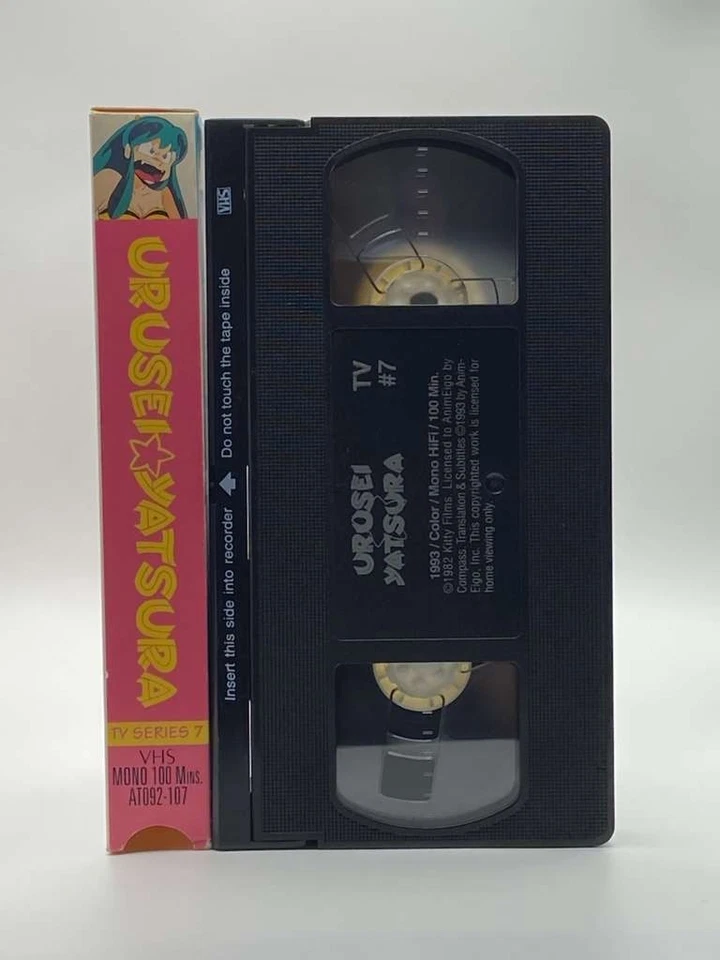 URUSEI☆YATSURA
TV SERIES 7
VHS
MONO 100 MINS.
AT092-107
VHS
Insert this side into recorder ↑ Do not touch the tape inside
UROSEI
YATSURA
TV
#7
1993 / Color / Mono HiFi / 100 Min.
©1982 Kitty Films. Licensed to AnimEigo by
Compass. Translation & Subtitles ©1993 by Anim-
Eigo, Inc. This copyrighted work is licensed for
home viewing only.